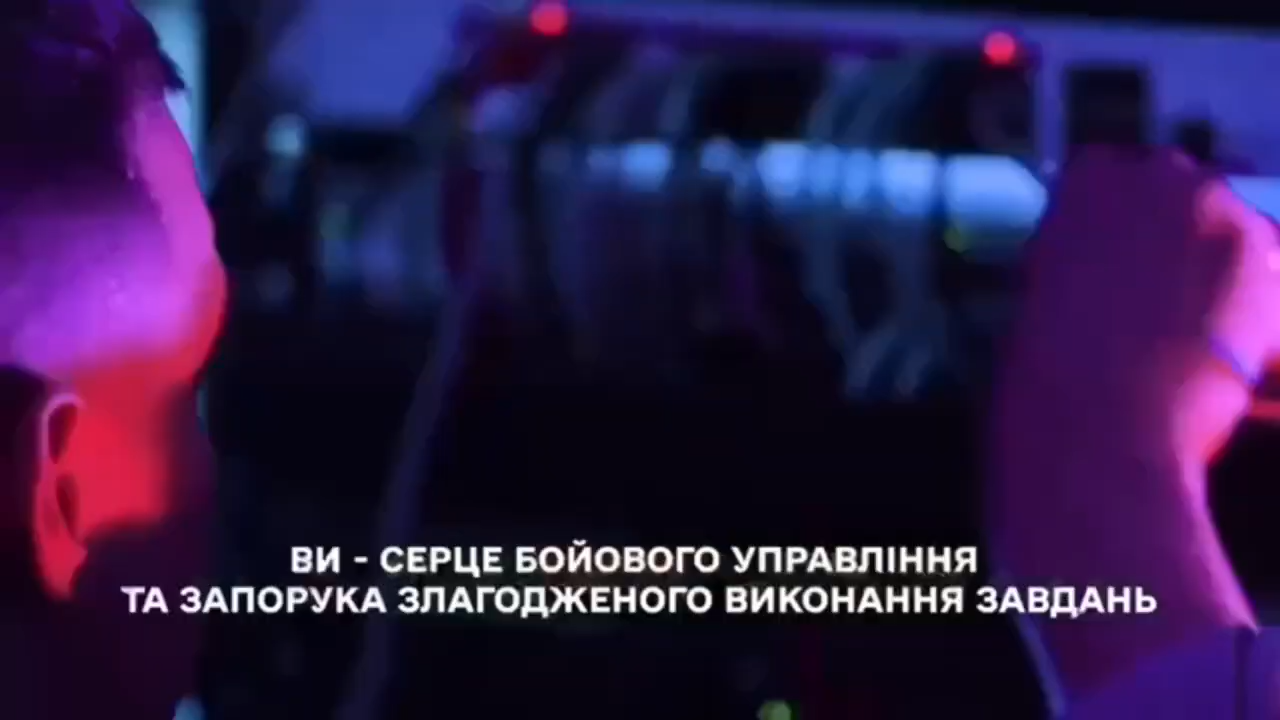 ВИ - СЕРЦЕ БОЙОВОГО УПРАВЛІННЯ
ТА ЗАПОРУКА ЗЛАГОДЖЕНОГО ВИКОНАННЯ ЗАВДАНЬ